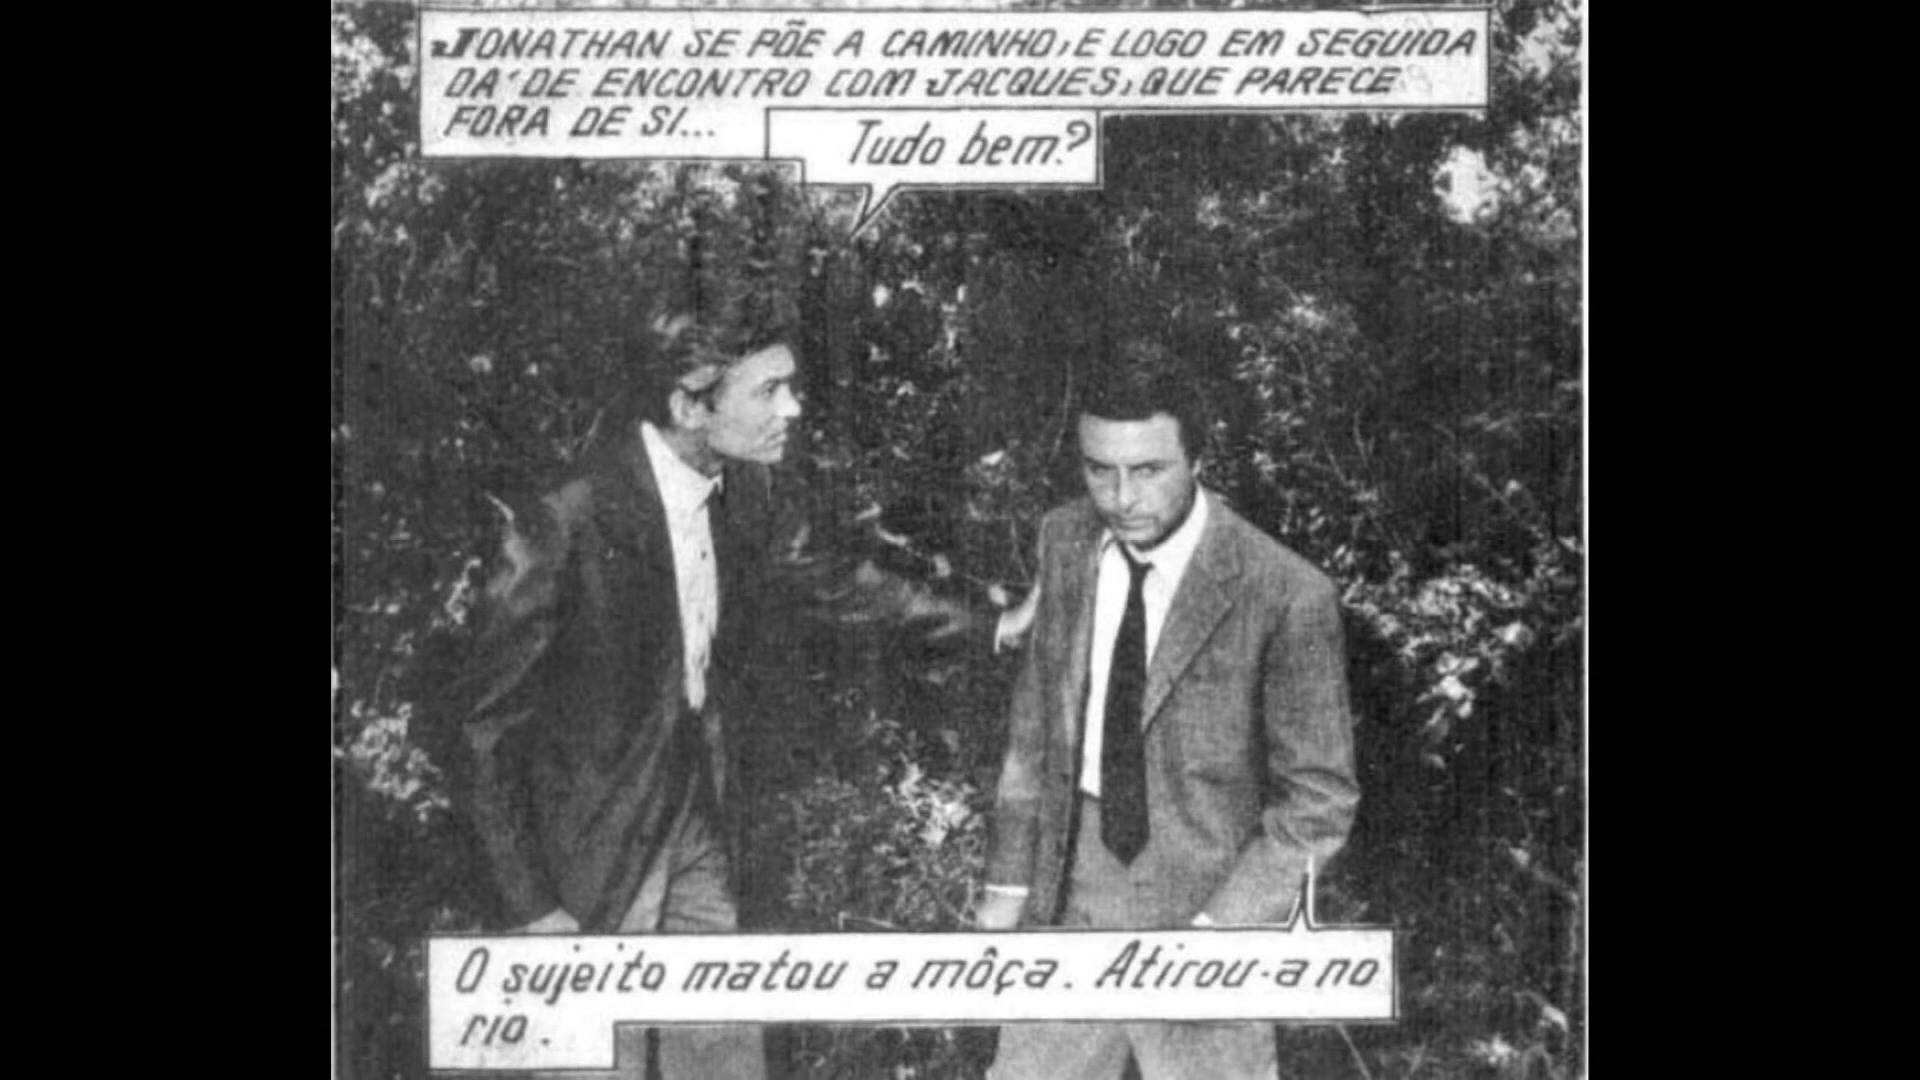 JONATHAN SE PÕE A CAMINHO, E LOGO EM SEGUIDA
DA' DE ENCONTRO COM JACQUES, QUE PARECE
FORA DE SI...
Tudo bem?
O sujeito matou a môça. Atirou-a no
rio.